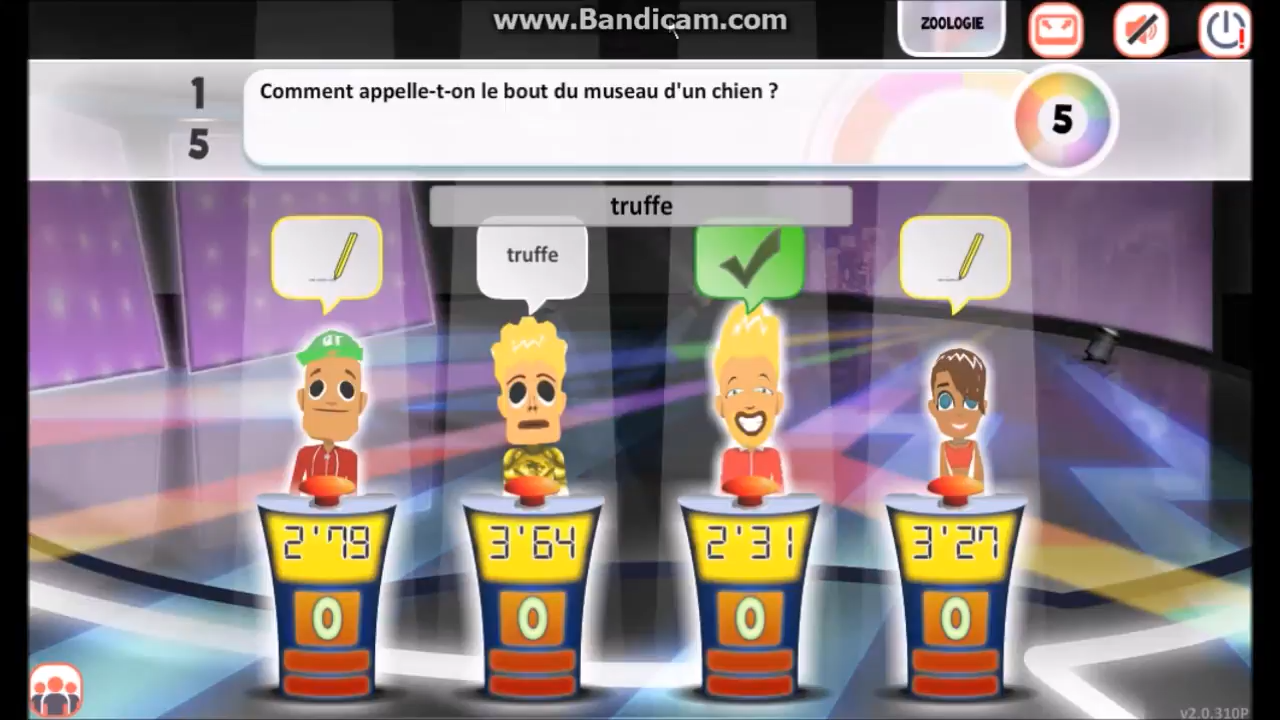 www.Bandicam.com
ZOOLOGIE
1
5
Comment appelle-t-on le bout du museau d'un chien ?
5
truffe
truffe
GT
2'79
3'64
2'31
3'27
0
0
0
0
v2.0.310P